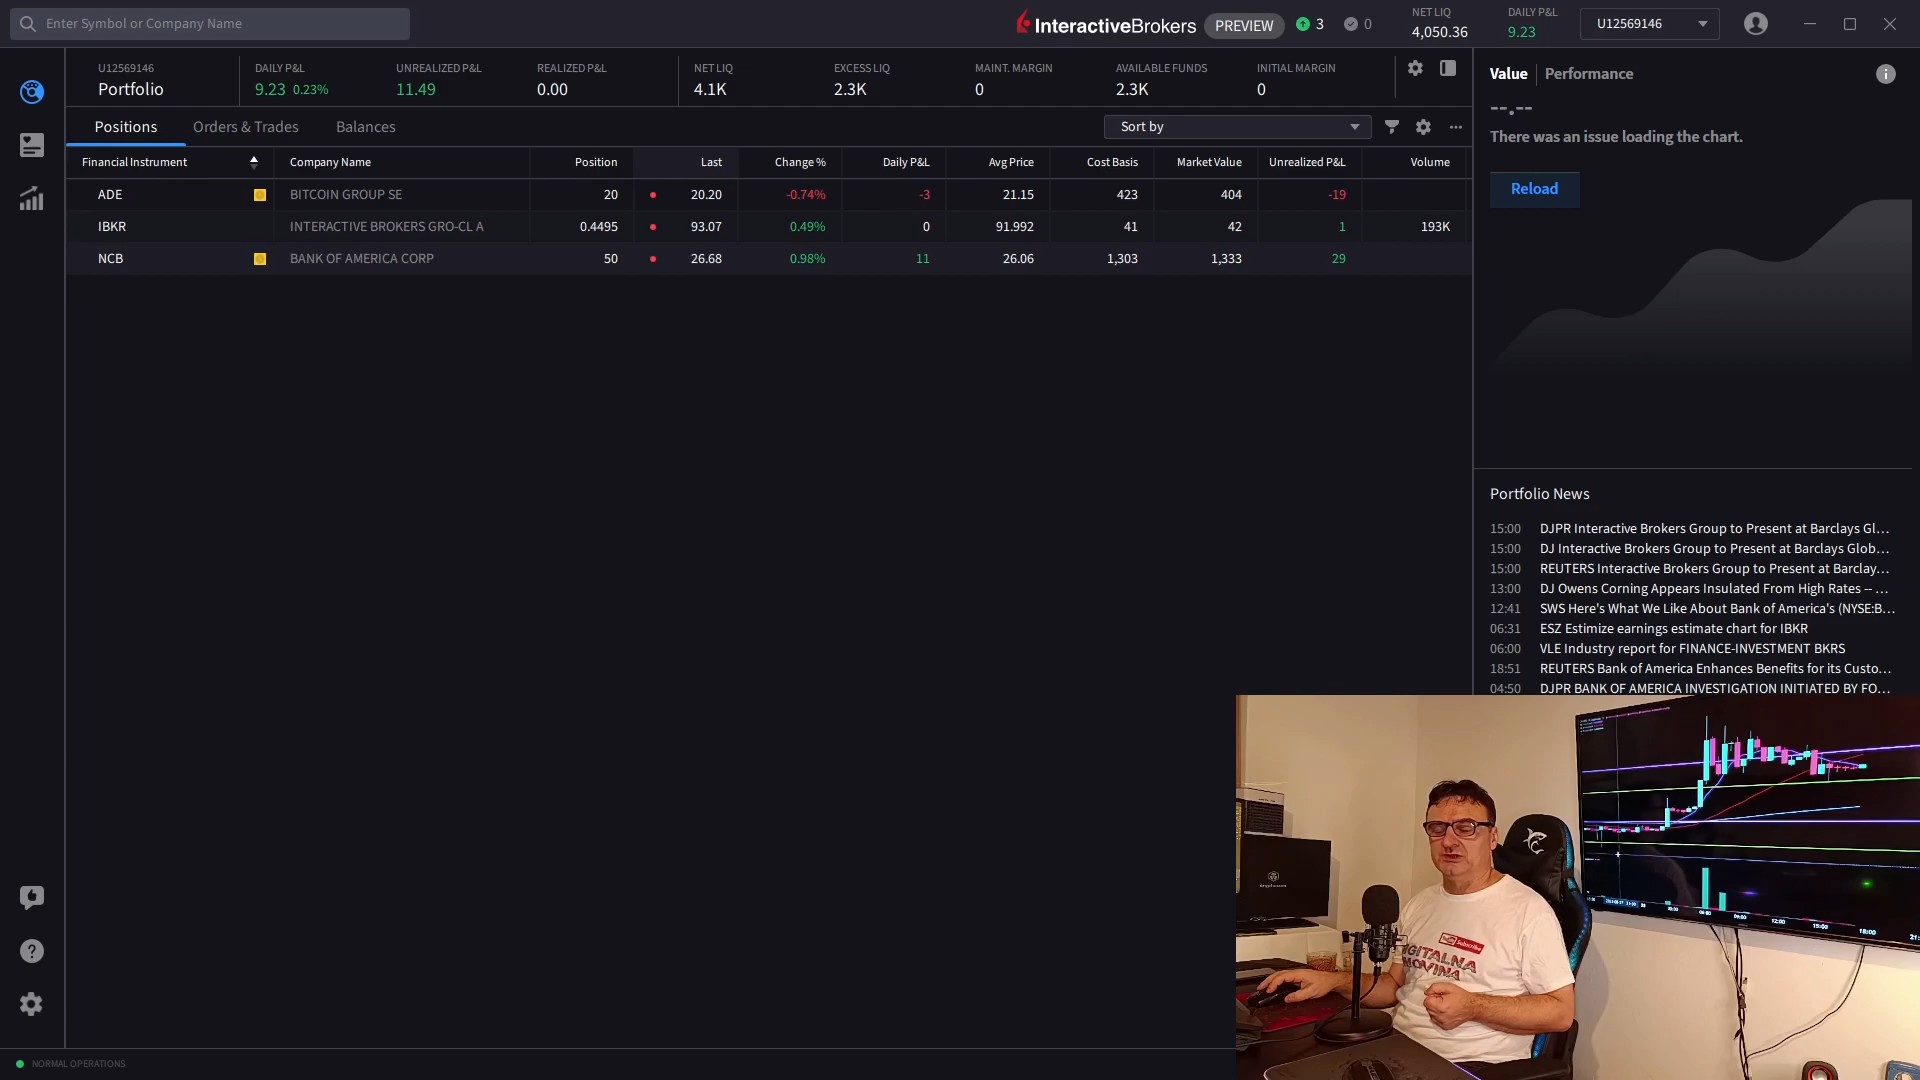 Enter Symbol or Company Name
InteractiveBrokers
PREVIEW
3
0
NET LIQ
4,050.36
DAILY P&L
9.23
U12569146
U12569146
Portfolio
DAILY P&L
9.23 0.23%
UNREALIZED P&L
11.49
REALIZED P&L
0.00
NET LIQ
4.1K
EXCESS LIQ
2.3K
MAINT. MARGIN
0
AVAILABLE FUNDS
2.3K
INITIAL MARGIN
0
Positions Orders & Trades Balances
Sort by
Financial Instrument Company Name Position Last Change % Daily P&L Avg Price Cost Basis Market Value Unrealized P&L Volume
ADE BITCOIN GROUP SE 20 20.20 -0.74% -3 21.15 423 404 -19
IBKR INTERACTIVE BROKERS GRO-CL A 0.4495 93.07 0.49% 0 91.992 41 42 1 193K
NCB BANK OF AMERICA CORP 50 26.68 0.98% 11 26.06 1,303 1,333 29
Value Performance
--.--
There was an issue loading the chart.
Reload
Portfolio News
15:00 DJPR Interactive Brokers Group to Present at Barclays Gl...
15:00 DJ Interactive Brokers Group to Present at Barclays Glob...
15:00 REUTERS Interactive Brokers Group to Present at Barclay...
13:00 DJ Owens Corning Appears Insulated From High Rates -- ...
12:41 SWS Here's What We Like About Bank of America's (NYSE:B...
06:31 ESZ Estimize earnings estimate chart for IBKR
06:00 VLE Industry report for FINANCE-INVESTMENT BKRS
18:51 REUTERS Bank of America Enhances Benefits for its Custo...
04:50 DJPR BANK OF AMERICA INVESTIGATION INITIATED BY FO...
Subscribe
IGITALNA
MOVINA
12:00
15:00
18:00
NORMAL OPERATIONS